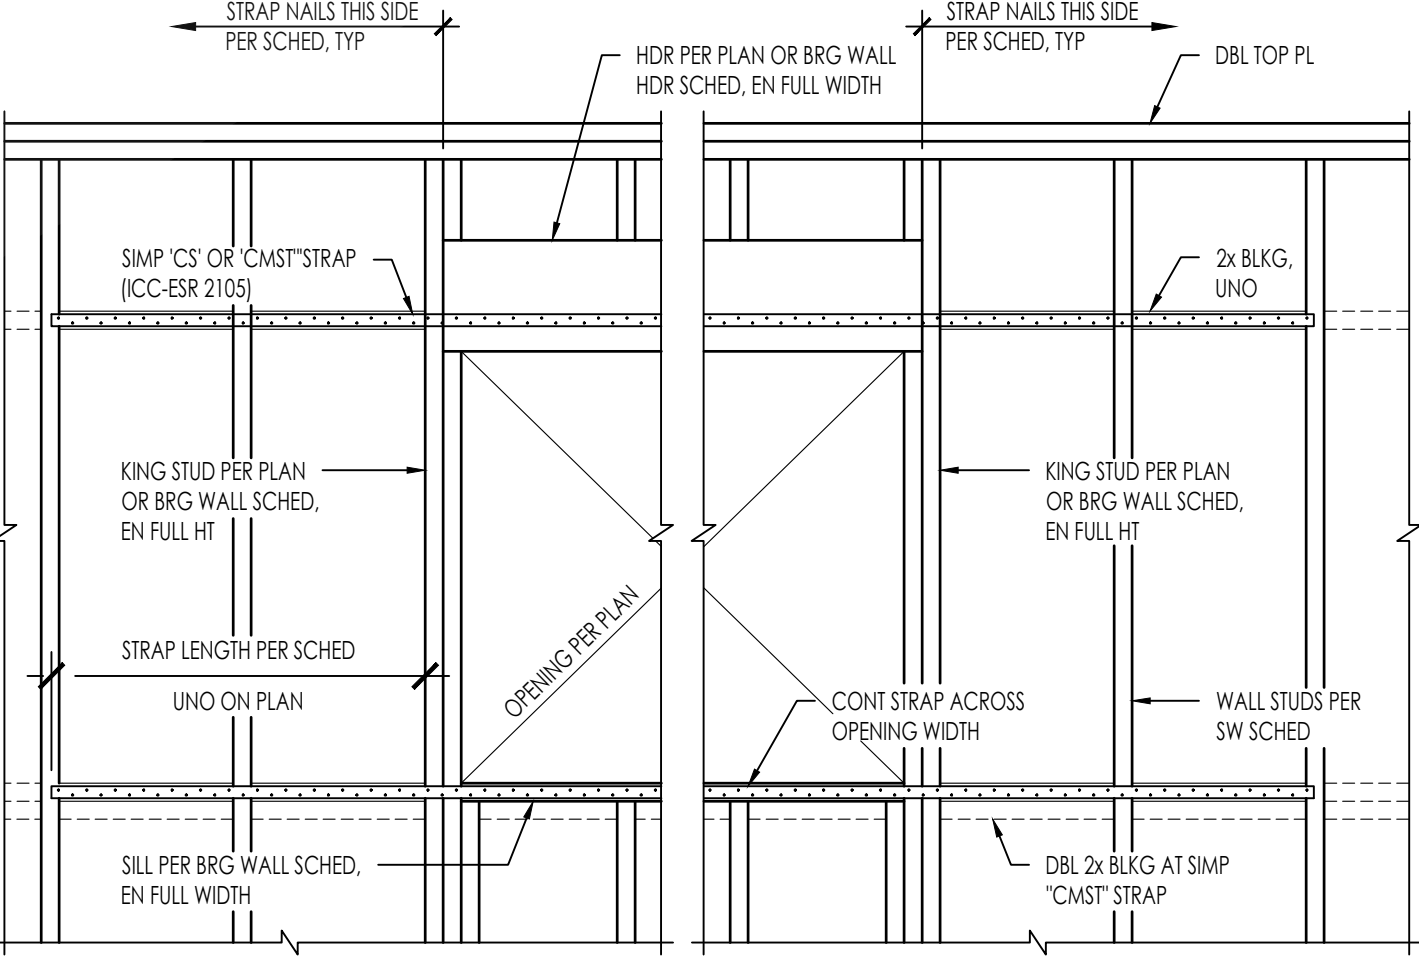 STRAP NAILS THIS SIDE
PER SCHED, TYP
STRAP NAILS THIS SIDE
PER SCHED, TYP
HDR PER PLAN OR BRG WALL
HDR SCHED, EN FULL WIDTH
DBL TOP PL
SIMP 'CS' OR 'CMST'"STRAP
(ICC-ESR 2105)
2x BLKG,
UNO
KING STUD PER PLAN
OR BRG WALL SCHED,
EN FULL HT
KING STUD PER PLAN
OR BRG WALL SCHED,
EN FULL HT
STRAP LENGTH PER SCHED
UNO ON PLAN
OPENING PER PLAN
CONT STRAP ACROSS
OPENING WIDTH
WALL STUDS PER
SW SCHED
SILL PER BRG WALL SCHED,
EN FULL WIDTH
DBL 2x BLKG AT SIMP
"CMST" STRAP